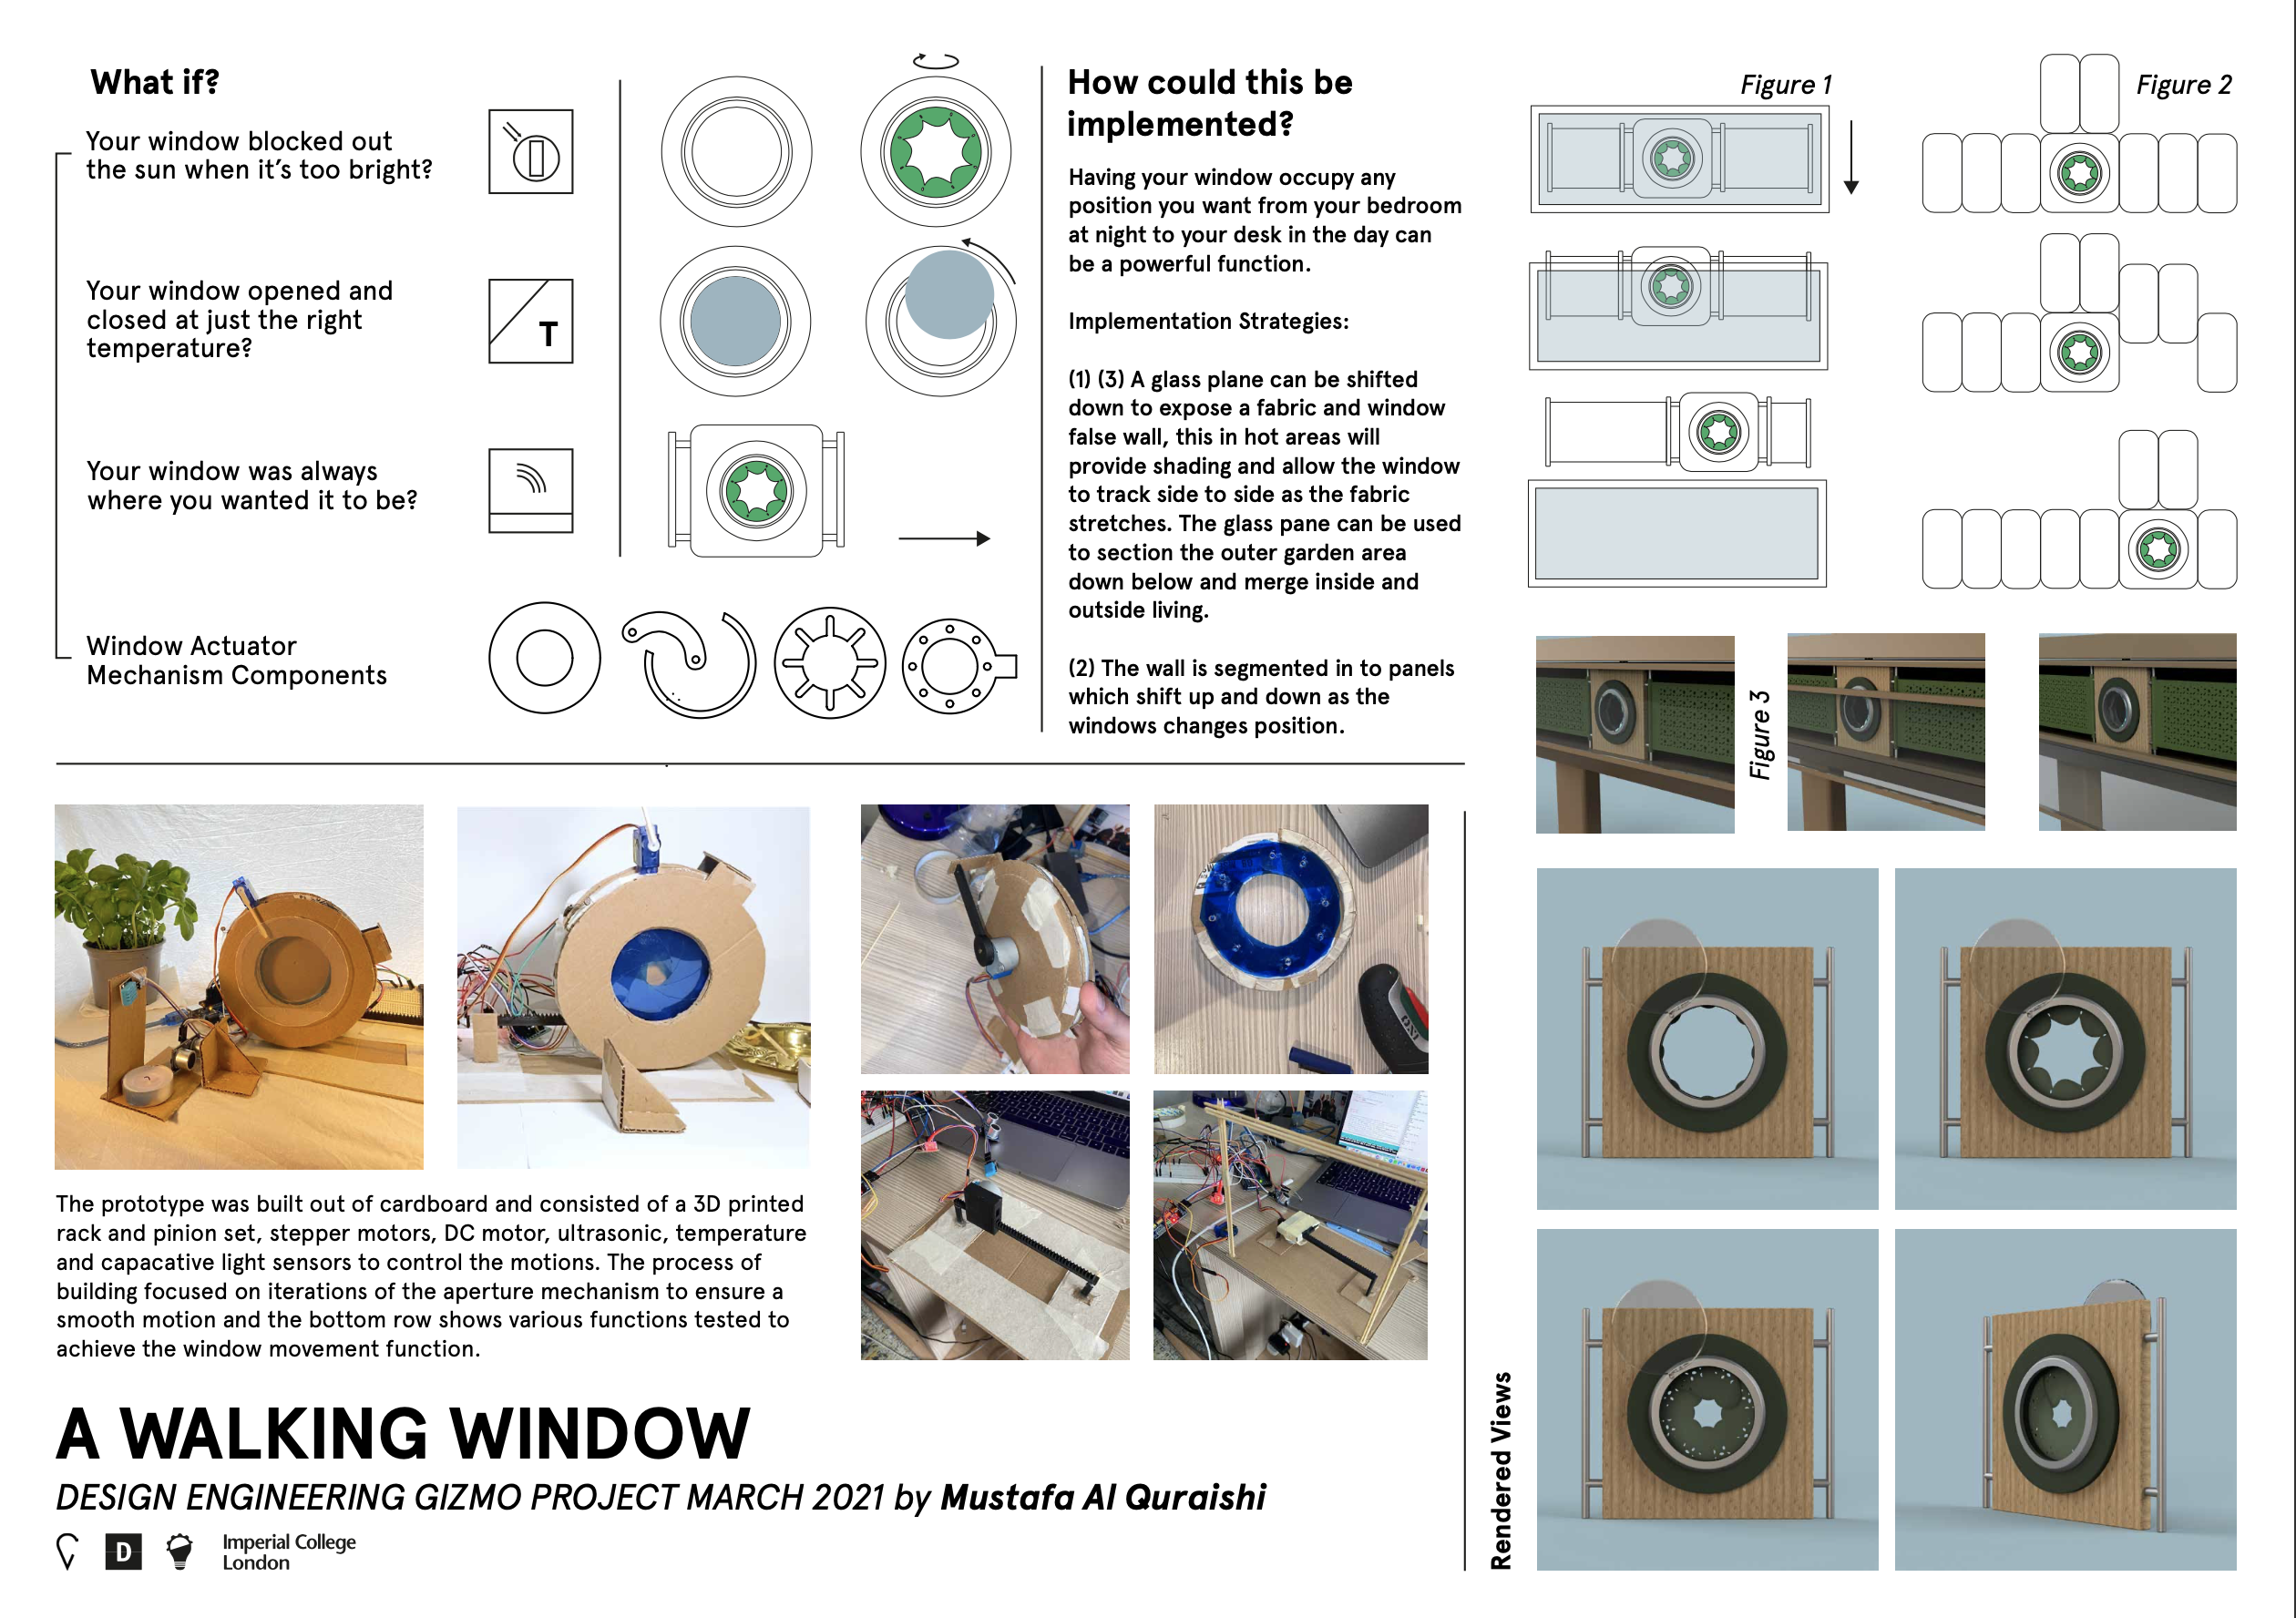 What if?
Your window blocked out
the sun when it's too bright?
Your window opened and
closed at just the right
temperature?
T
Your window was always
where you wanted it to be?
Window Actuator
Mechanism Components
How could this be
implemented?
Having your window occupy any
position you want from your bedroom
at night to your desk in the day can
be a powerful function.
Implementation Strategies:
(1) (3) A glass plane can be shifted
down to expose a fabric and window
false wall, this in hot areas will
provide shading and allow the window
to track side to side as the fabric
stretches. The glass pane can be used
to section the outer garden area
down below and merge inside and
outside living.
(2) The wall is segmented in to panels
which shift up and down as the
windows changes position.
Figure 1
Figure 2
Figure 3
The prototype was built out of cardboard and consisted of a 3D printed
rack and pinion set, stepper motors, DC motor, ultrasonic, temperature
and capacative light sensors to control the motions. The process of
building focused on iterations of the aperture mechanism to ensure a
smooth motion and the bottom row shows various functions tested to
achieve the window movement function.
A WALKING WINDOW
DESIGN ENGINEERING GIZMO PROJECT MARCH 2021 by Mustafa Al Quraishi
D
Imperial College
London
Rendered Views